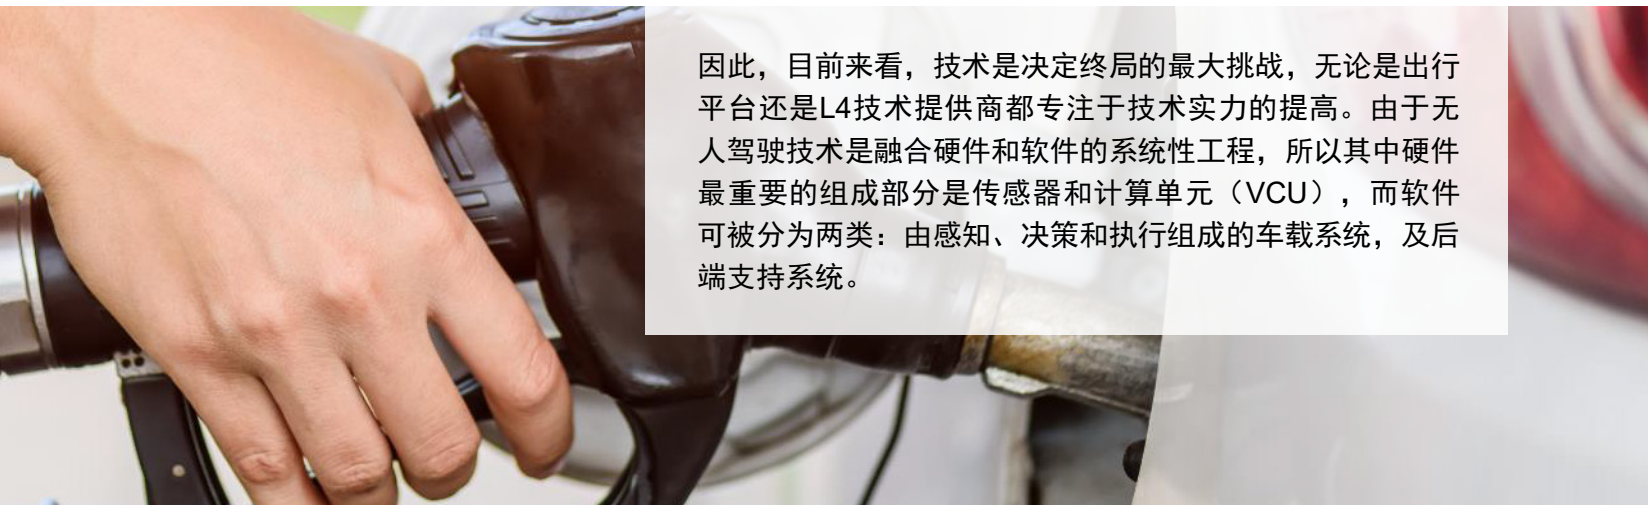 因此，目前来看，技术是决定终局的最大挑战，无论是出行
平台还是L4技术提供商都专注于技术实力的提高。由于无
人驾驶技术是融合硬件和软件的系统性工程，所以其中硬件
最重要的组成部分是传感器和计算单元（VCU），而软件
可被分为两类：由感知、决策和执行组成的车载系统，及后
端支持系统。